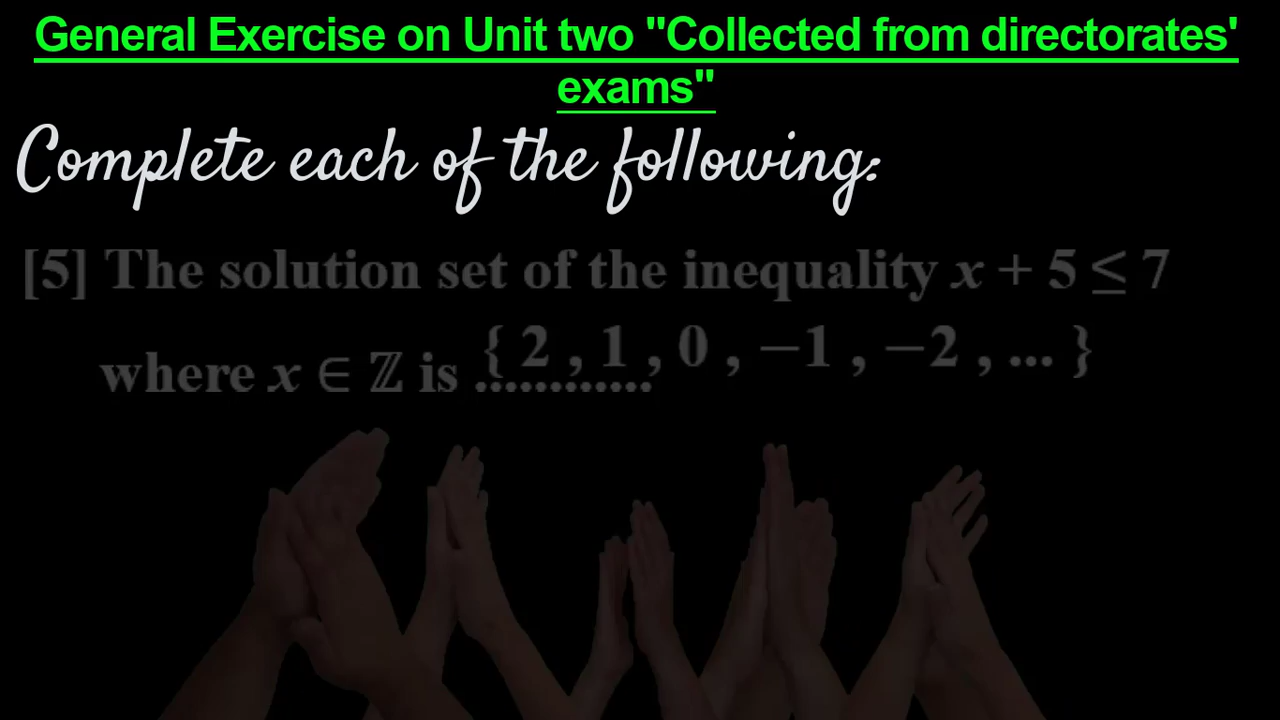 General Exercise on Unit two "Collected from directorates'
exams"
Complete each of the following:
[5] The solution set of the inequality x + 5 ≤ 7
where x ∈ ℤ is ............ { 2 , 1 , 0 , −1 , −2 , ... }